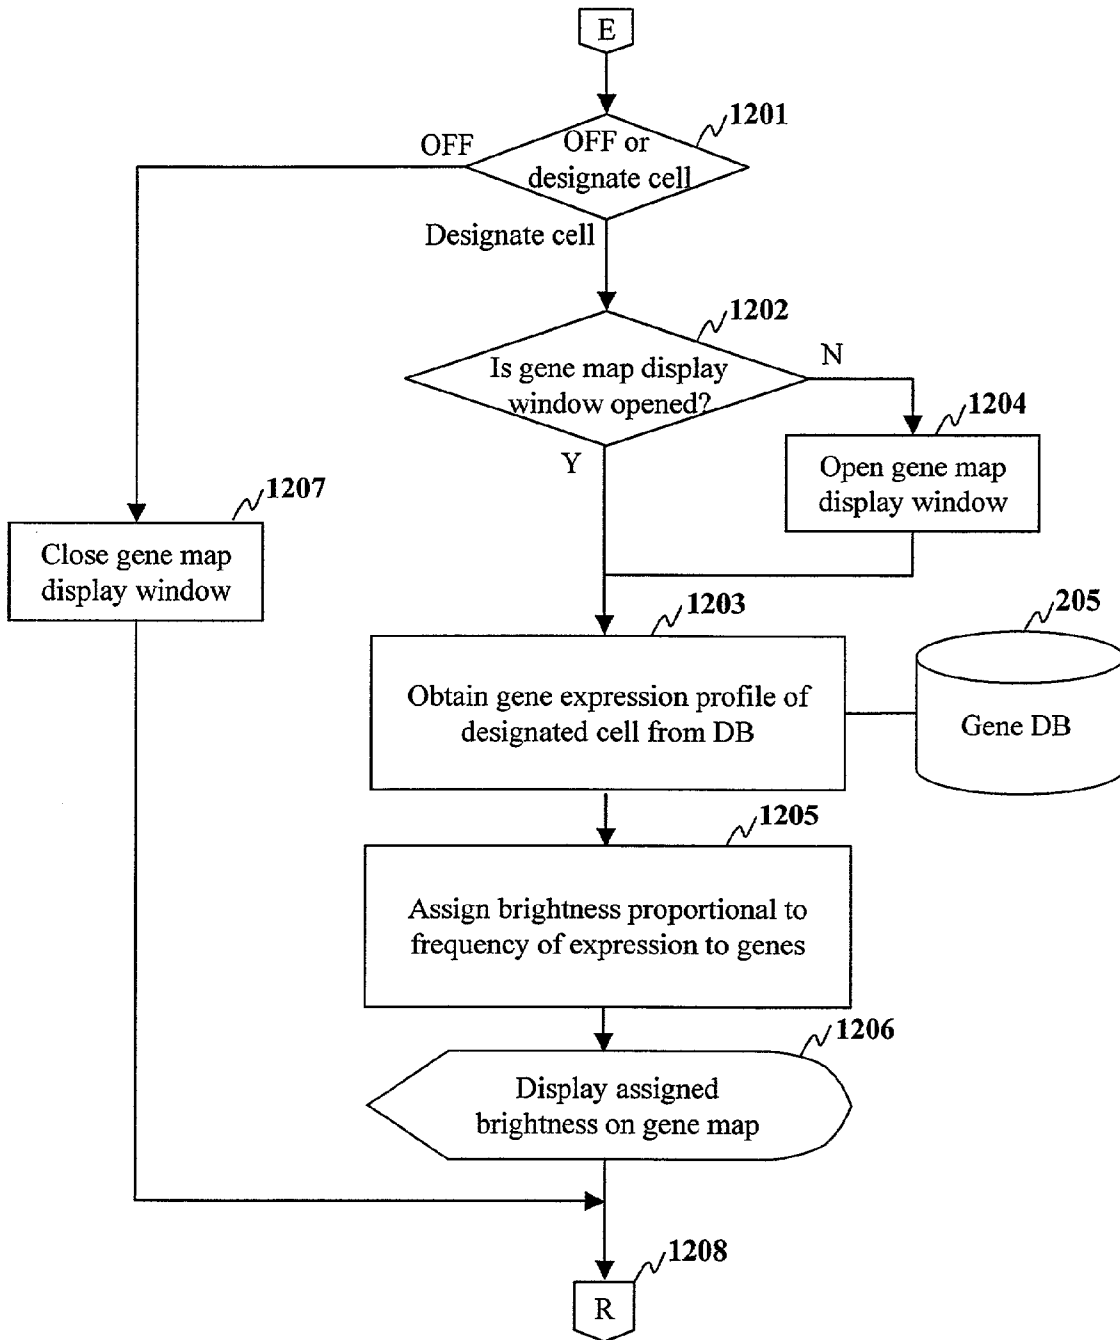 E
1201
OFF
OFF or
designate cell
Designate cell
1202
Is gene map display
window opened?
N
Y
1204
Open gene map
display window
1207
Close gene map
display window
1203
Obtain gene expression profile of
designated cell from DB
205
Gene DB
1205
Assign brightness proportional to
frequency of expression to genes
1206
Display assigned
brightness on gene map
1208
R